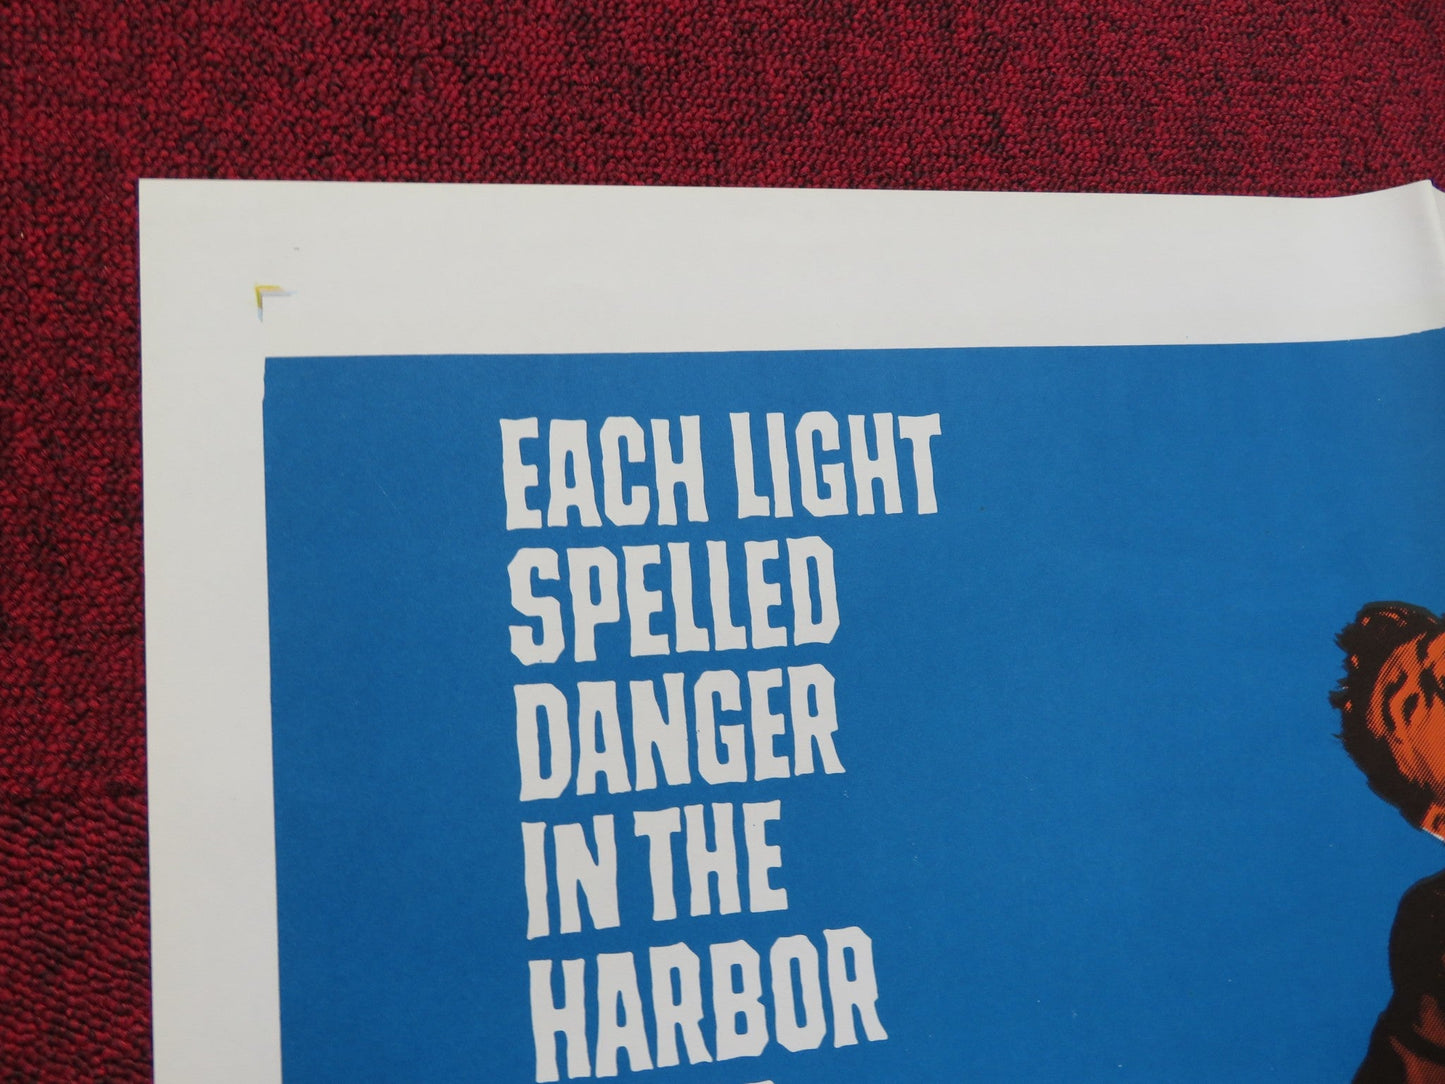 EACH LIGHT
SPELLED
DANGER
IN THE
HARBOR